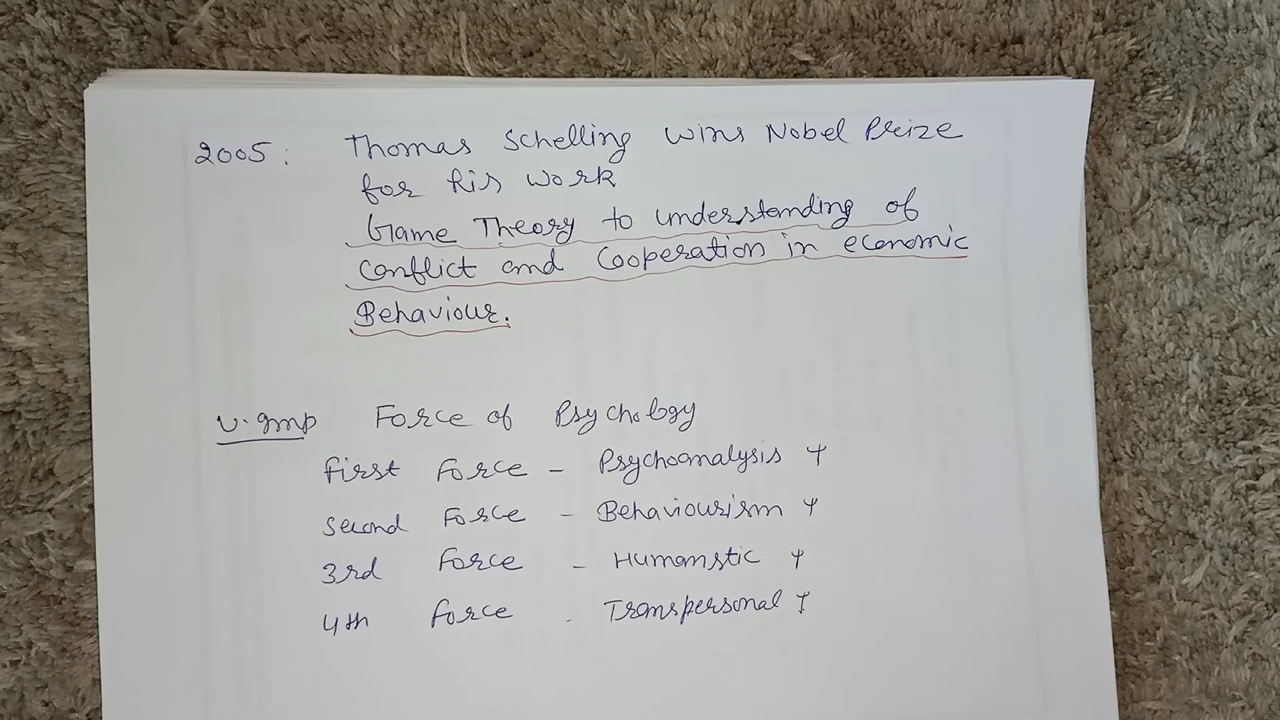 2005: Thomas Schelling wins Nobel Prize
for his work
Game Theory to understanding of
conflict and Cooperation in economic
Behaviour.
V.Imp Force of Psychology
first Force - Psychoanalysis Ψ
second Force - Behaviourism Ψ
3rd Force - Humanstic Ψ
4th force - Transpersonal Ψ